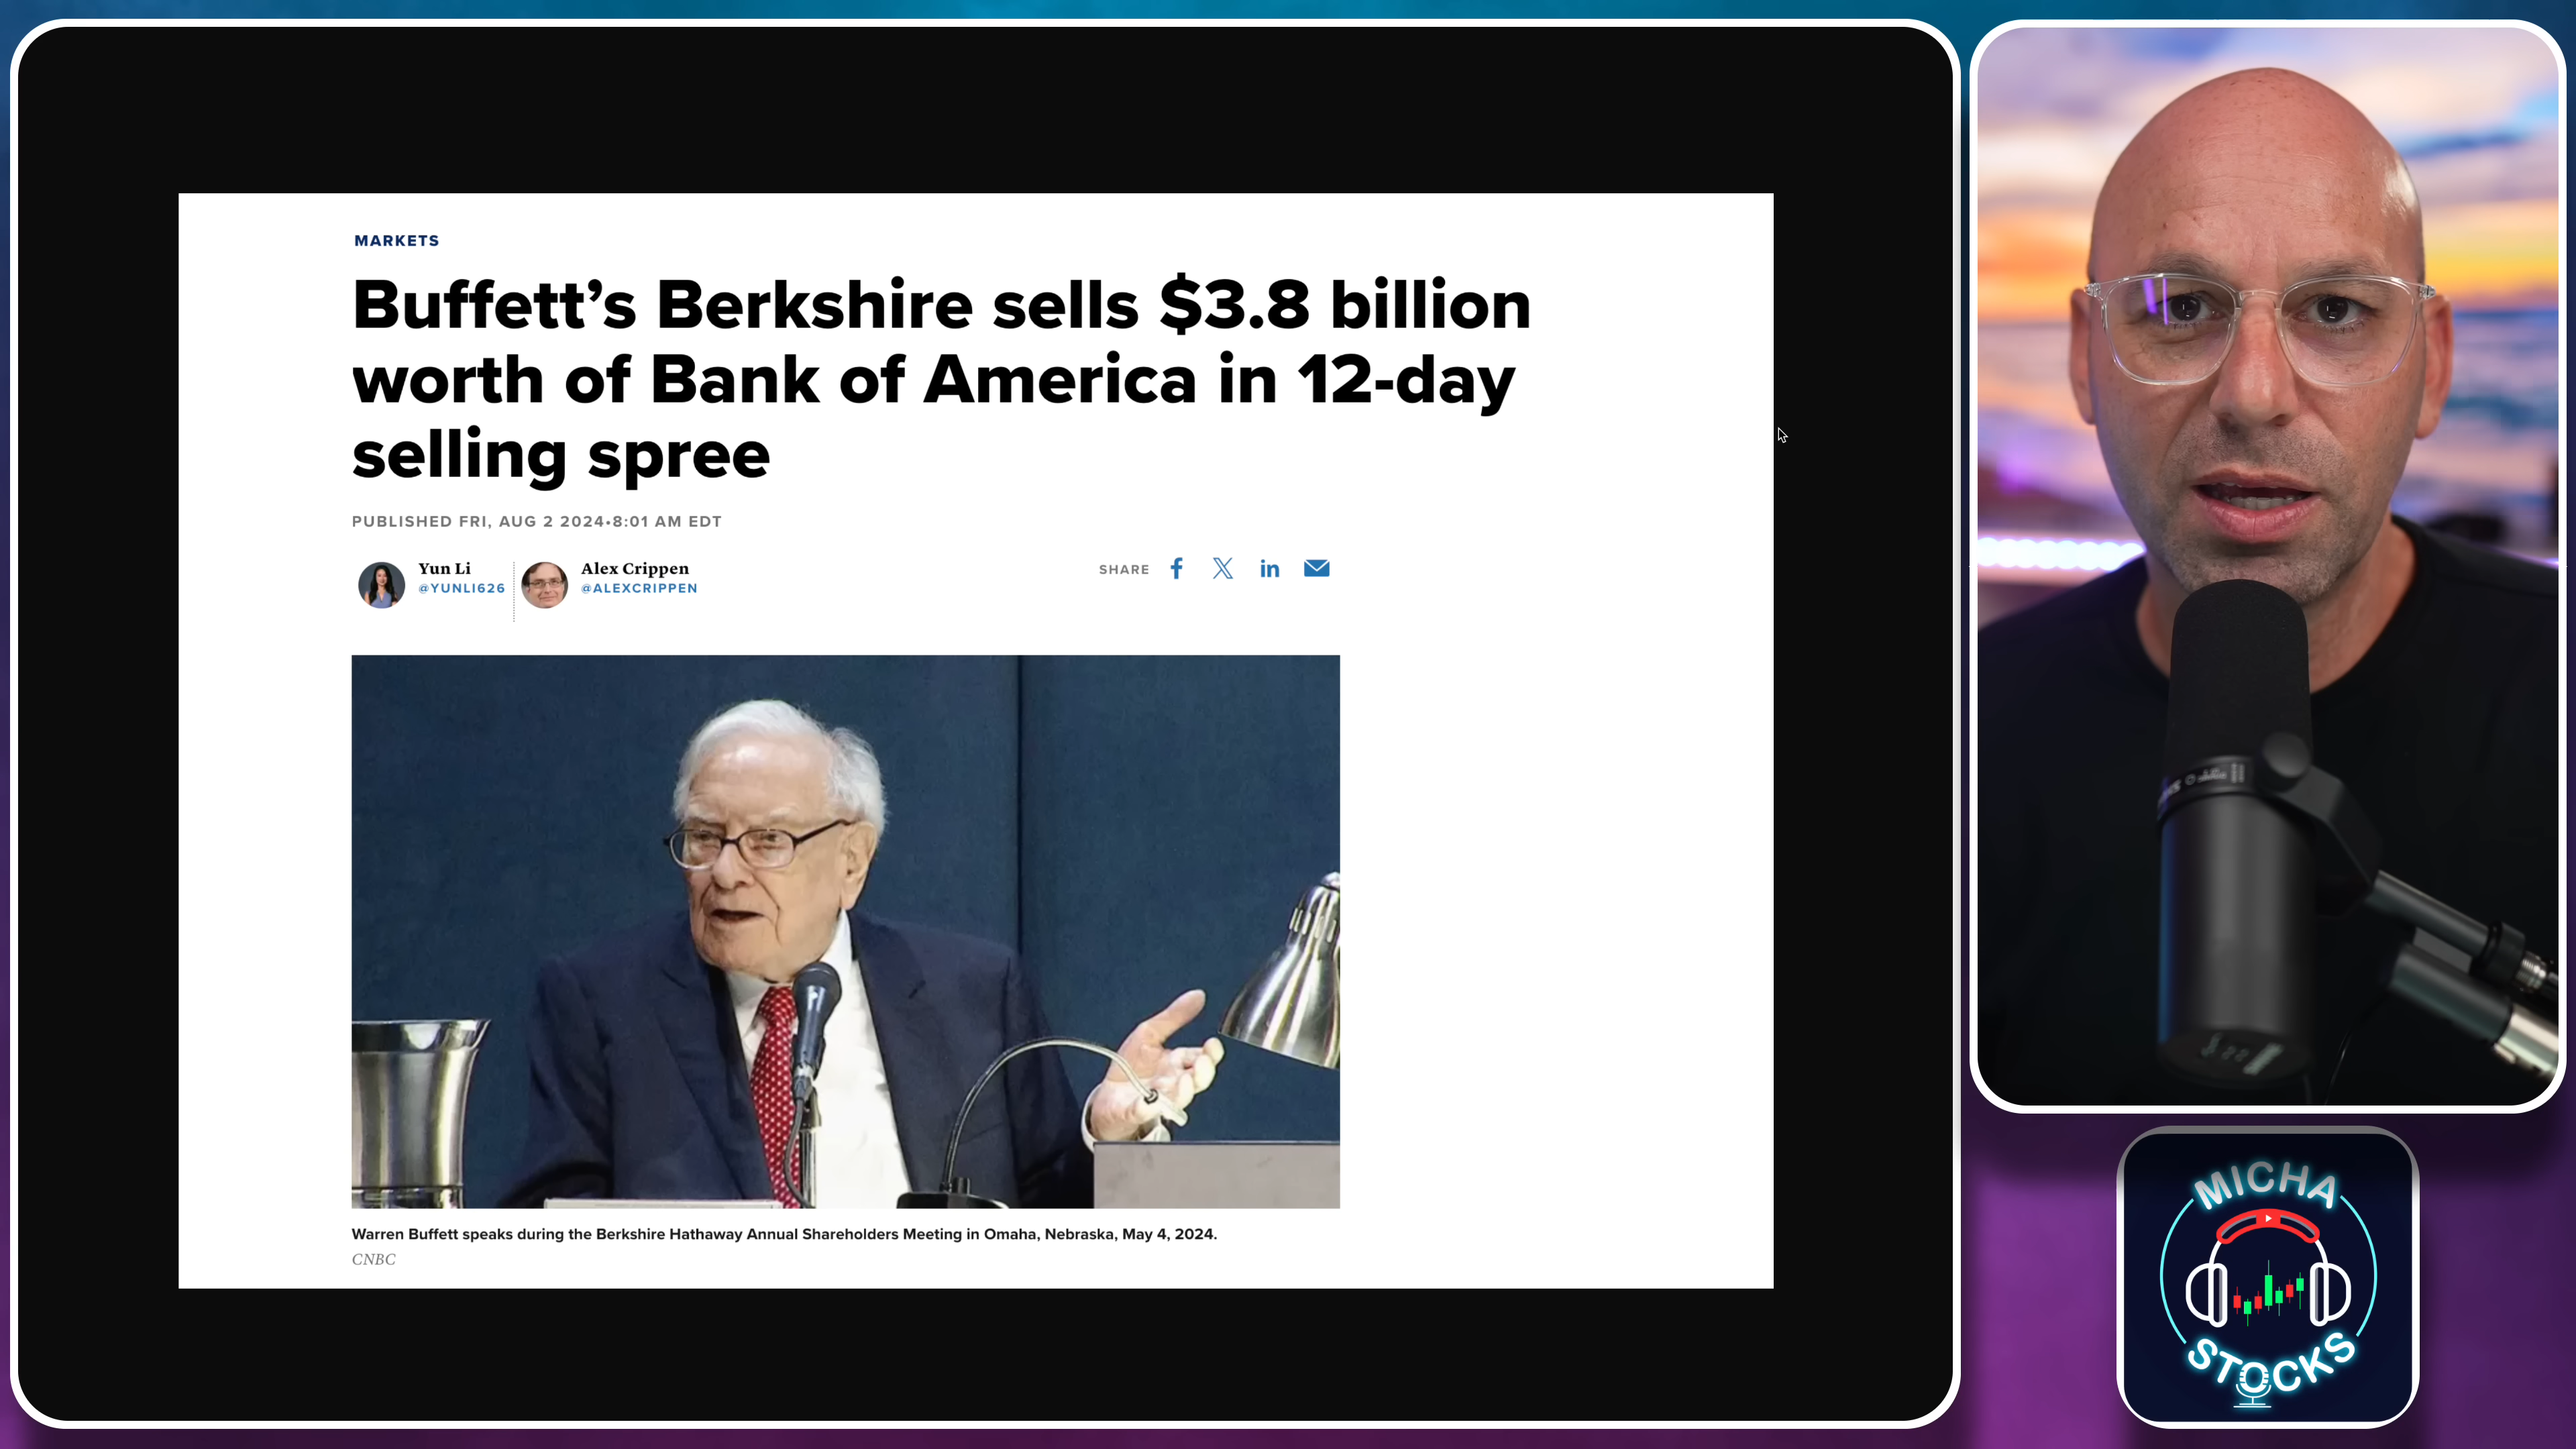 MARKETS
Buffett’s Berkshire sells $3.8 billion
worth of Bank of America in 12-day
selling spree
PUBLISHED FRI, AUG 2 2024•8:01 AM EDT
Yun Li
@YUNLI626
Alex Crippen
@ALEXCRIPPEN
SHARE
Warren Buffett speaks during the Berkshire Hathaway Annual Shareholders Meeting in Omaha, Nebraska, May 4, 2024.
CNBC
MICHA
STOCKS